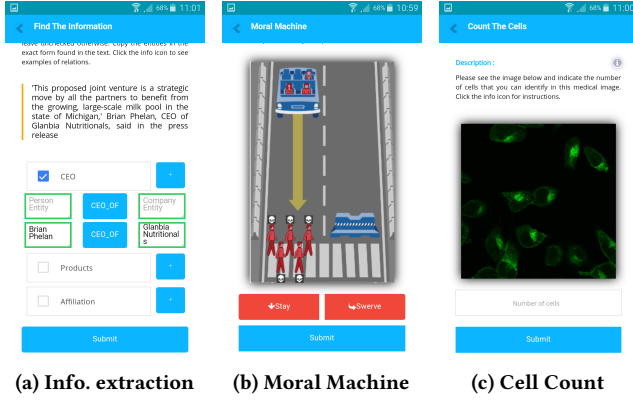 68% 11:01
Find The Information
leave unchecked otherwise. Copy the entities in the
exact form found in the text. Click the info icon to see
examples of relations.
'This proposed joint venture is a strategic
move by all the partners to benefit from
the growing, large-scale milk pool in the
state of Michigan,' Brian Phelan, CEO of
Glanbia Nutritionals, said in the press
release
CEO +
Person
Entity
CEO_OF
Company
Entity
Brian
Phelan
CEO_OF
Glanbia
Nutritional
s
Products +
Affiliation +
Submit
(a) Info. extraction
68% 10:59
Moral Machine
Stay
Swerve
Submit
(b) Moral Machine
68% 11:00
Count The Cells
Description :
Please see the image below and indicate the number
of cells that you can identify in this medical image.
Click the info icon for instructions.
Number of cells
Submit
(c) Cell Count